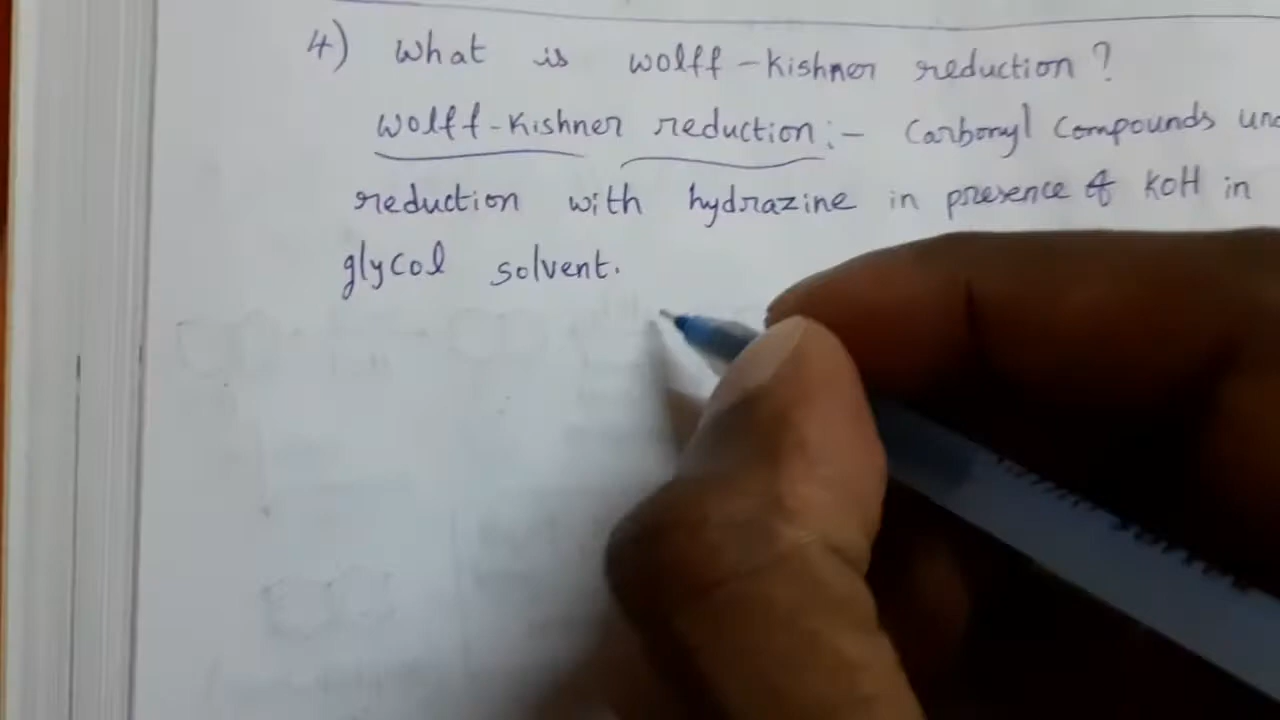 4) What is wolff-Kishner reduction?
wolff-Kishner reduction:- Carbonyl Compounds
reduction with hydrazine in presence of KOH in
glycol solvent.